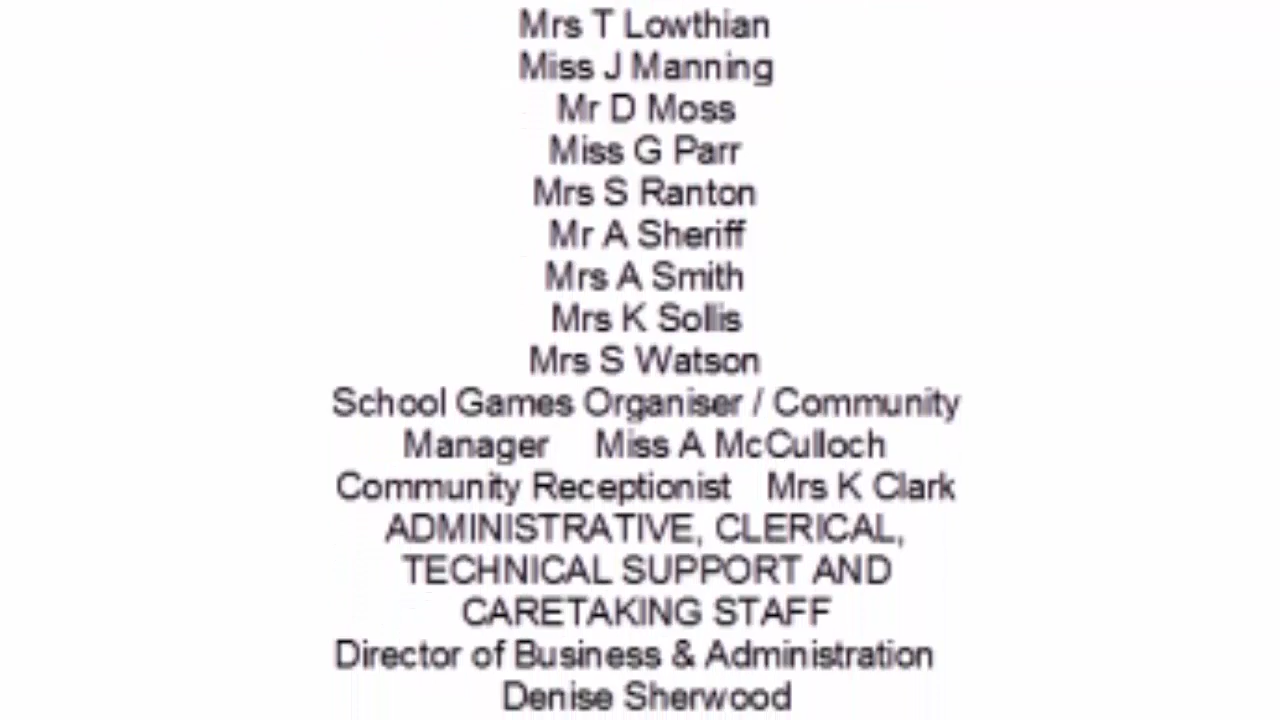 Mrs T Lowthian
Miss J Manning
Mr D Moss
Miss G Parr
Mrs S Ranton
Mr A Sheriff
Mrs A Smith
Mrs K Sollis
Mrs S Watson
School Games Organiser / Community
Manager Miss A McCulloch
Community Receptionist Mrs K Clark
ADMINISTRATIVE, CLERICAL,
TECHNICAL SUPPORT AND
CARETAKING STAFF
Director of Business & Administration
Denise Sherwood